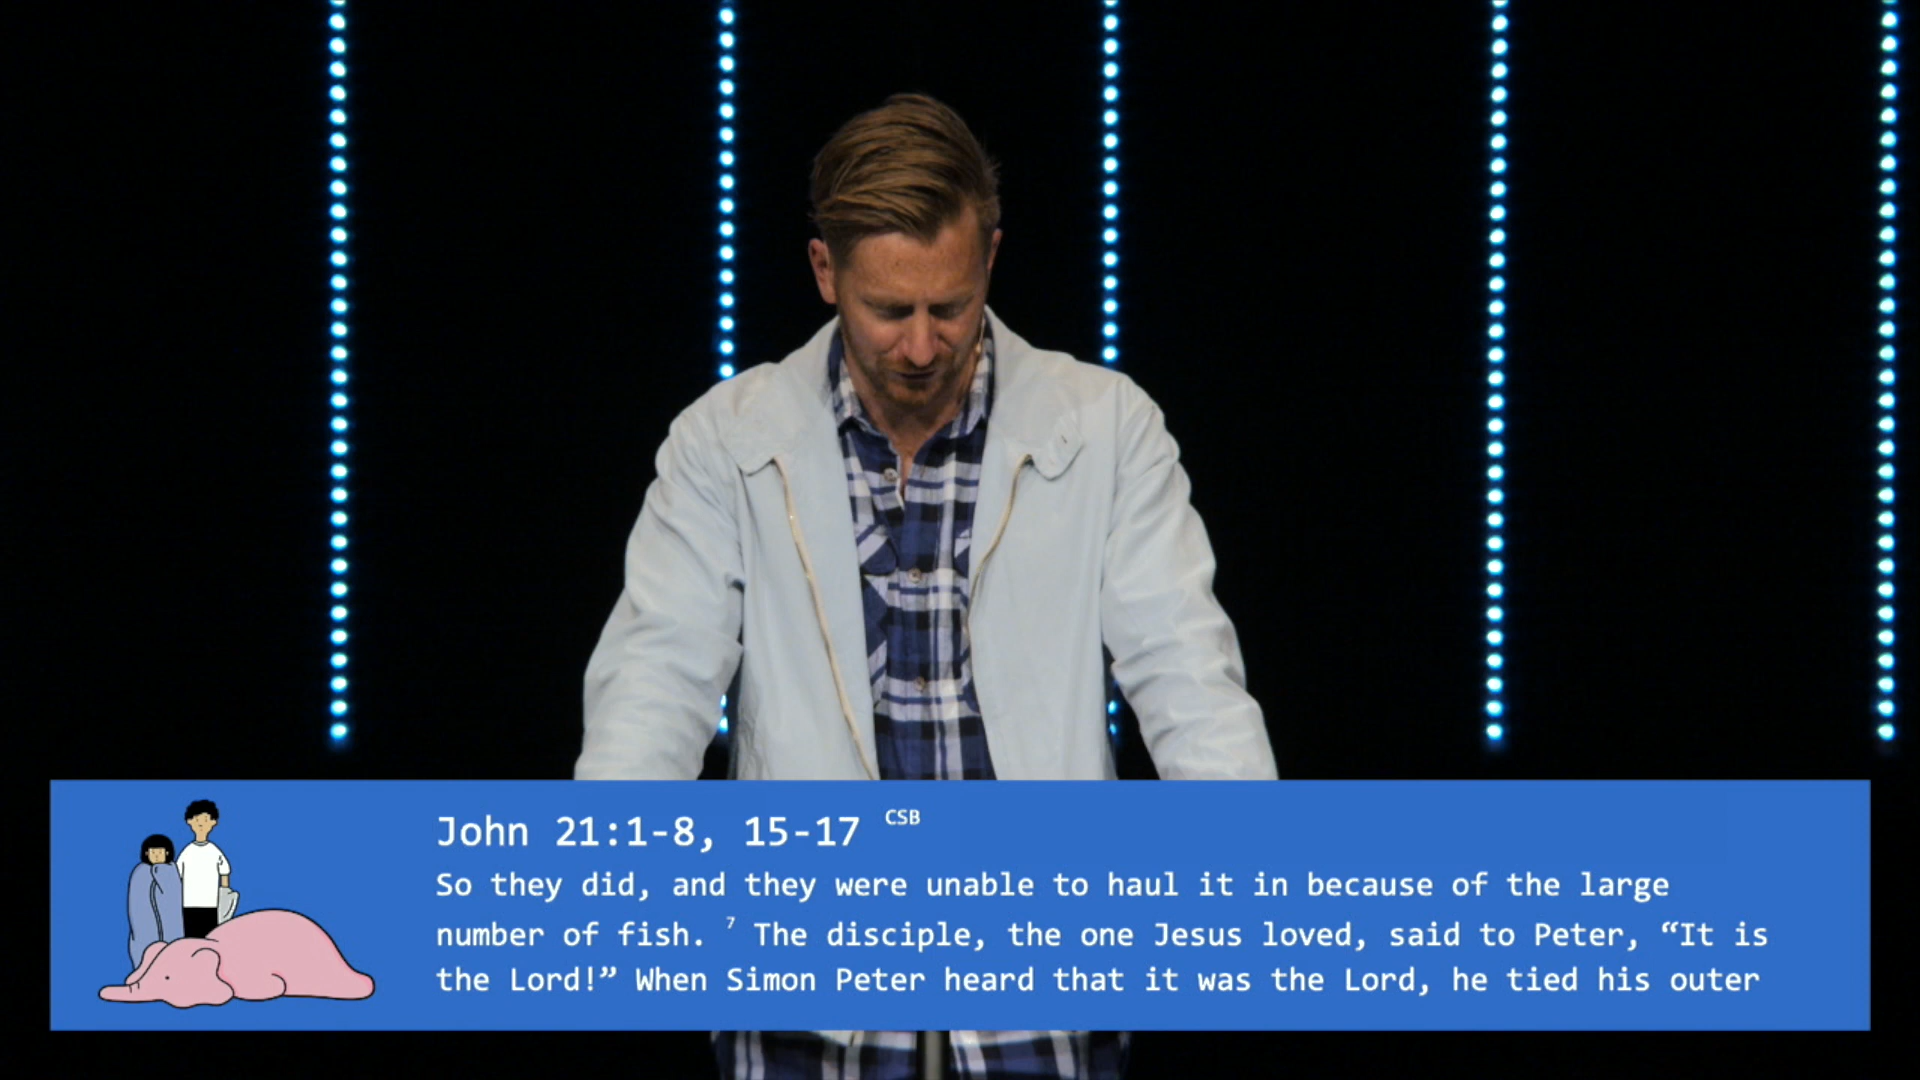 John 21:1-8, 15-17 CSB
So they did, and they were unable to haul it in because of the large
number of fish. 7 The disciple, the one Jesus loved, said to Peter, “It is
the Lord!” When Simon Peter heard that it was the Lord, he tied his outer